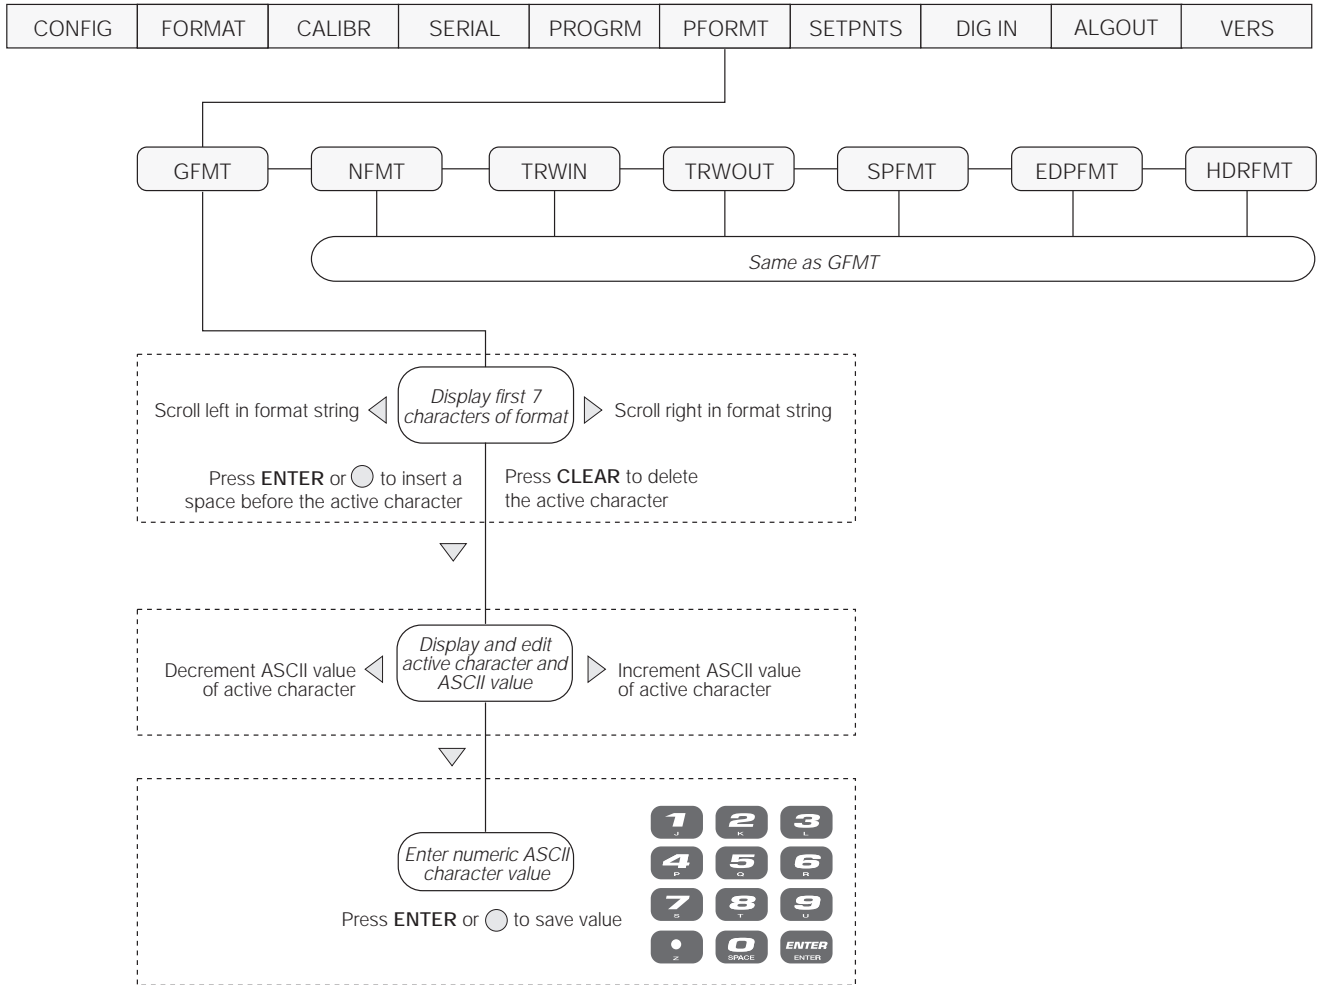 CONFIG FORMAT CALIBR SERIAL PROGRM PFORMT SETPNTS DIG IN ALGOUT VERS
GFMT NFMT TRWIN TRWOUT SPFMT EDPFMT HDRFMT
Same as GFMT
Display first 7
characters of format
Scroll left in format string
Scroll right in format string
Press ENTER or to insert a
space before the active character
Press CLEAR to delete
the active character
Display and edit
active character and
ASCII value
Decrement ASCII value
of active character
Increment ASCII value
of active character
Enter numeric ASCII
character value
Press ENTER or to save value
1 2 3
J K L
4 5 6
P Q R
7 8 9
S T U
• 0 ENTER
Z SPACE ENTER